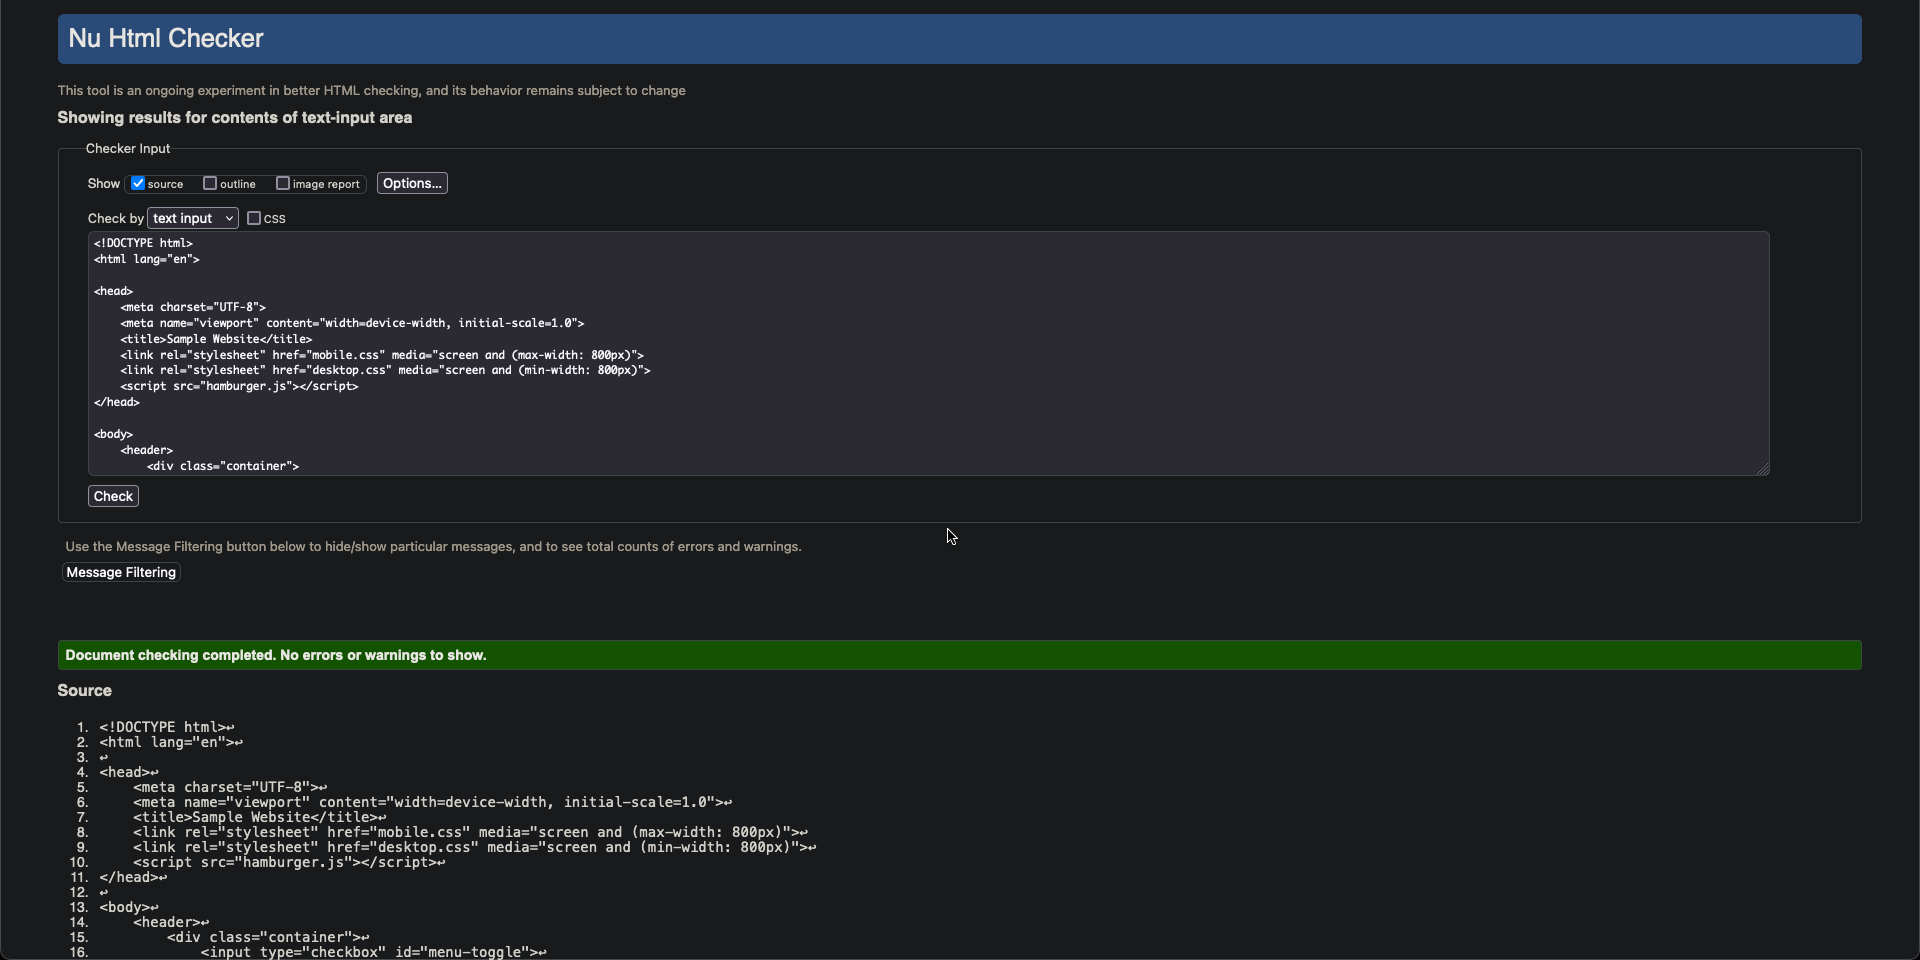 Nu Html Checker
This tool is an ongoing experiment in better HTML checking, and its behavior remains subject to change
Showing results for contents of text-input area
Checker Input
Show source outline image report Options...
Check by text input CSS
<!DOCTYPE html>
<html lang="en">
<head>
    <meta charset="UTF-8">
    <meta name="viewport" content="width=device-width, initial-scale=1.0">
    <title>Sample Website</title>
    <link rel="stylesheet" href="mobile.css" media="screen and (max-width: 800px)">
    <link rel="stylesheet" href="desktop.css" media="screen and (min-width: 800px)">
    <script src="hamburger.js"></script>
</head>
<body>
    <header>
        <div class="container">
Check
Use the Message Filtering button below to hide/show particular messages, and to see total counts of errors and warnings.
Message Filtering
Document checking completed. No errors or warnings to show.
Source
1. <!DOCTYPE html>↩
2. <html lang="en">↩
3. ↩
4. <head>↩
5.     <meta charset="UTF-8">↩
6.     <meta name="viewport" content="width=device-width, initial-scale=1.0">↩
7.     <title>Sample Website</title>↩
8.     <link rel="stylesheet" href="mobile.css" media="screen and (max-width: 800px)">↩
9.     <link rel="stylesheet" href="desktop.css" media="screen and (min-width: 800px)">↩
10.     <script src="hamburger.js"></script>↩
11. </head>↩
12. ↩
13. <body>↩
14.     <header>↩
15.         <div class="container">↩
16.             <input type="checkbox" id="menu-toggle">↩